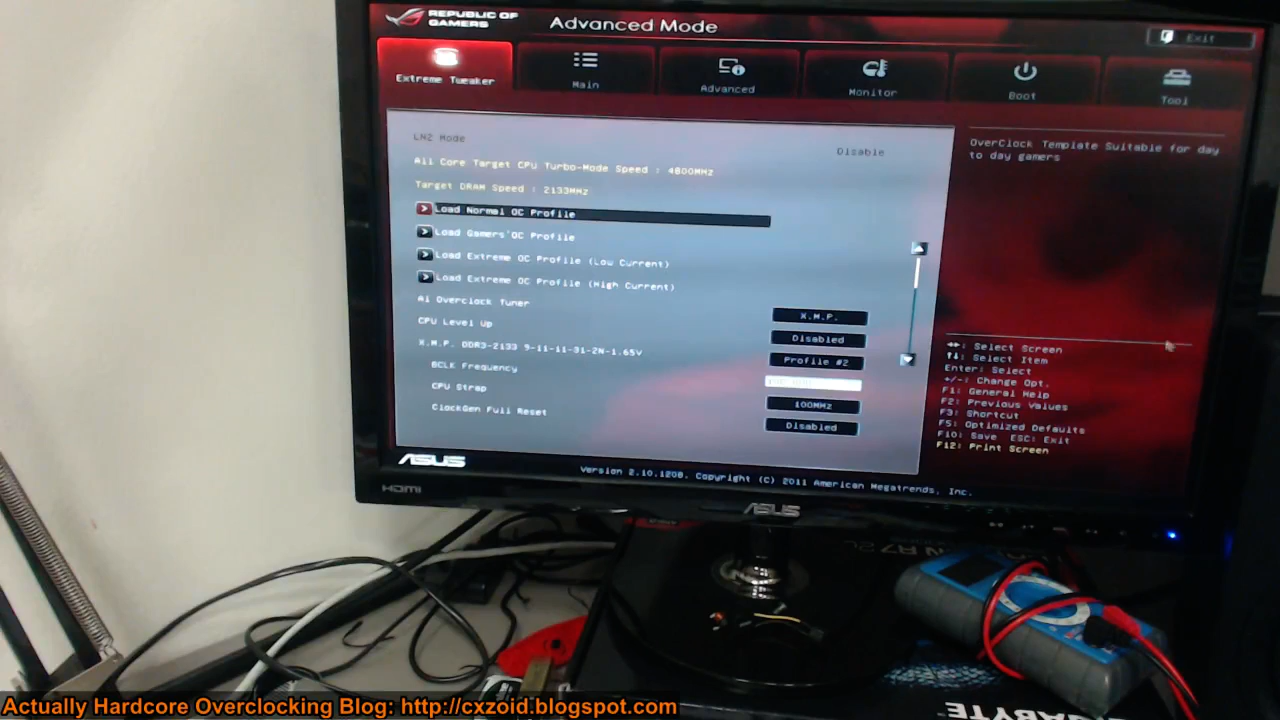 REPUBLIC OF
GAMERS
Advanced Mode
Exit
Extreme Tweaker
Main
Advanced
Monitor
Boot
Tool
LN2 Mode
Disable
All Core Target CPU Turbo-Mode Speed : 4800MHz
Target DRAM Speed : 2133MHz
> Load Normal OC Profile
> Load Gamers'OC Profile
> Load Extreme OC Profile (Low Current)
> Load Extreme OC Profile (High Current)
Ai Overclock Tuner
X.M.P.
CPU Level Up
Disabled
X.M.P. DDR3-2133 9-11-11-31-2N-1.65V
Profile #2
BCLK Frequency
CPU Strap
100MHz
ClockGen Full Reset
Disabled
OverClock Template Suitable for day
to day gamers
→←: Select Screen
↑↓: Select Item
Enter: Select
+/-: Change Opt.
F1: General Help
F2: Previous Values
F3: Shortcut
F5: Optimized Defaults
F10: Save ESC: Exit
F12: Print Screen
ASUS
Version 2.10.1208. Copyright (C) 2011 American Megatrends, Inc.
HDMI
ASUS
GIGABYTE
Actually Hardcore Overclocking Blog: http://cxzoid.blogspot.com